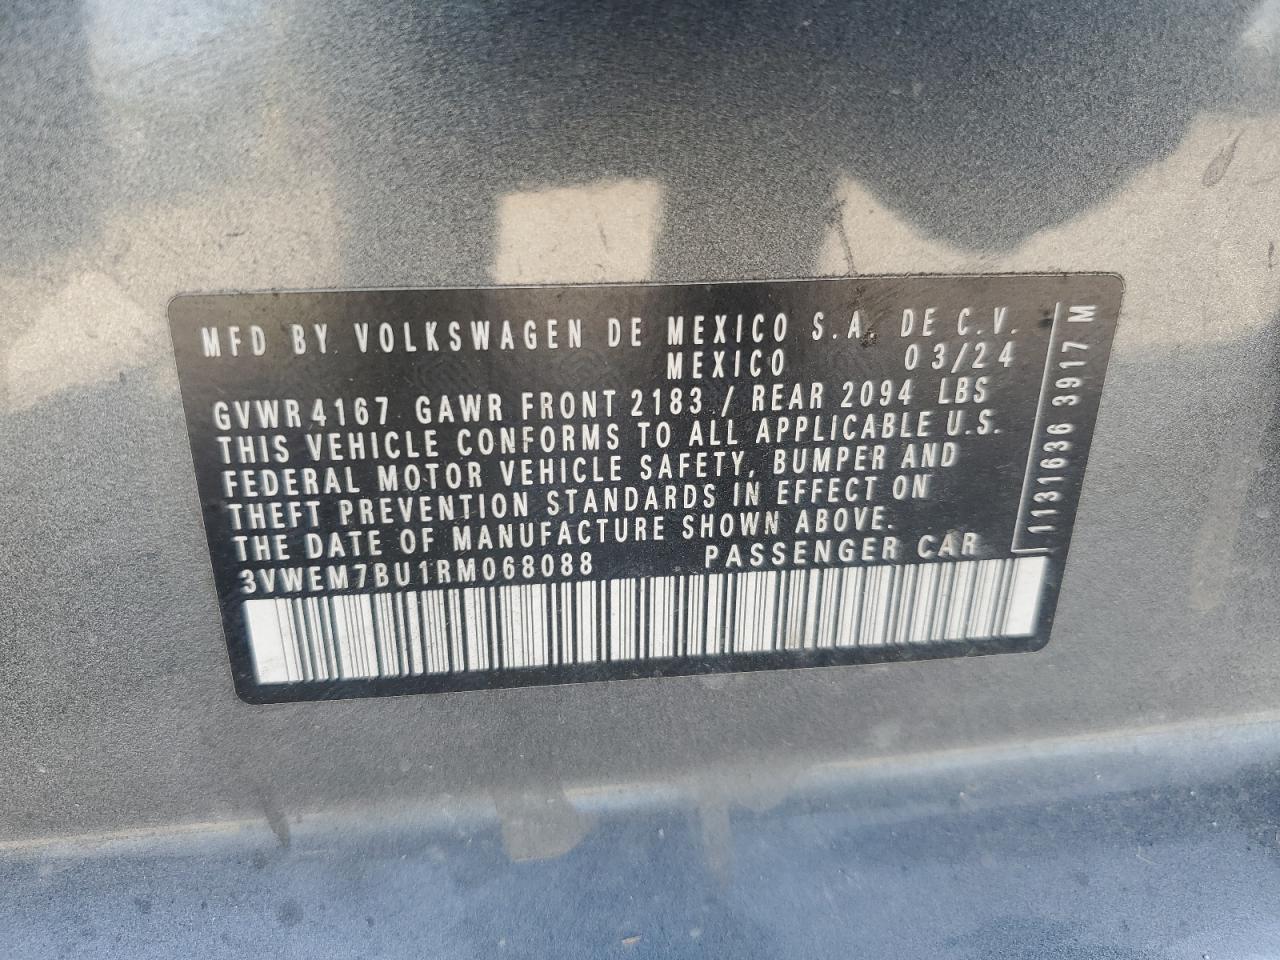 MFD BY VOLKSWAGEN DE MEXICO S.A. DE C.V.
MEXICO 03/24
GVWR 4167 GAWR FRONT 2183 / REAR 2094 LBS
THIS VEHICLE CONFORMS TO ALL APPLICABLE U.S.
FEDERAL MOTOR VEHICLE SAFETY, BUMPER AND
THEFT PREVENTION STANDARDS IN EFFECT ON
THE DATE OF MANUFACTURE SHOWN ABOVE.
3VWEM7BU1RM068088 PASSENGER CAR
1131636 3917 M